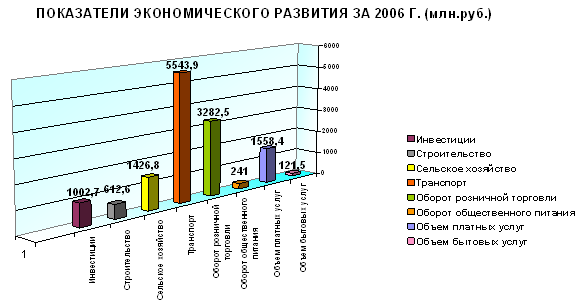 ПОКАЗАТЕЛИ ЭКОНОМИЧЕСКОГО РАЗВИТИЯ ЗА 2006 Г. (млн.руб.)
1002,7
612,6
1426,8
5543,9
3282,5
241
1558,4
121,5
6000
5000
4000
3000
2000
1000
0
1
Инвестиции
Строительство
Сельское хозяйство
Транспорт
Оборот розничной
торговли
Оборот общественного
питания
Объем платных услуг
Объем бытовых услуг
Инвестиции
Строительство
Сельское хозяйство
Транспорт
Оборот розничной торговли
Оборот общественного питания
Объем платных услуг
Объем бытовых услуг